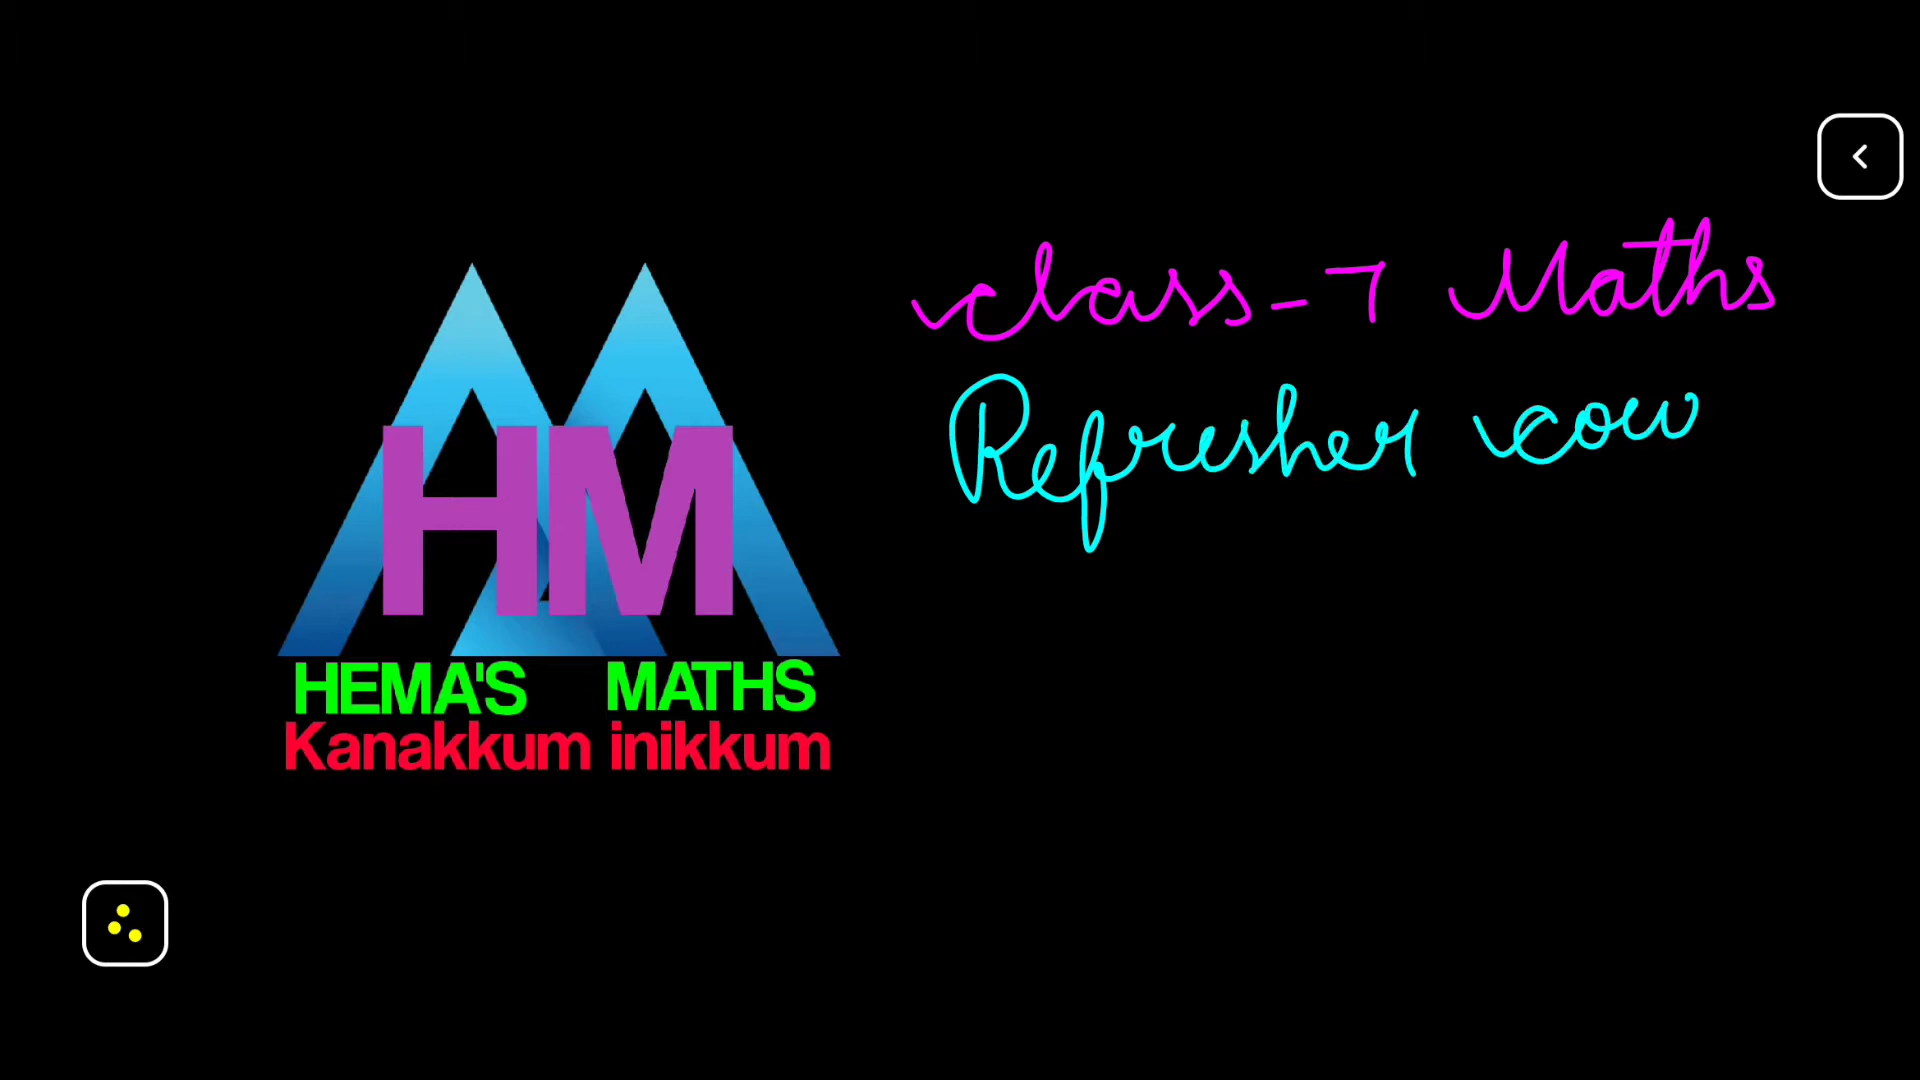 HM
HEMA'S MATHS
Kanakkum inikkum
class-7 Maths
Refresher cou